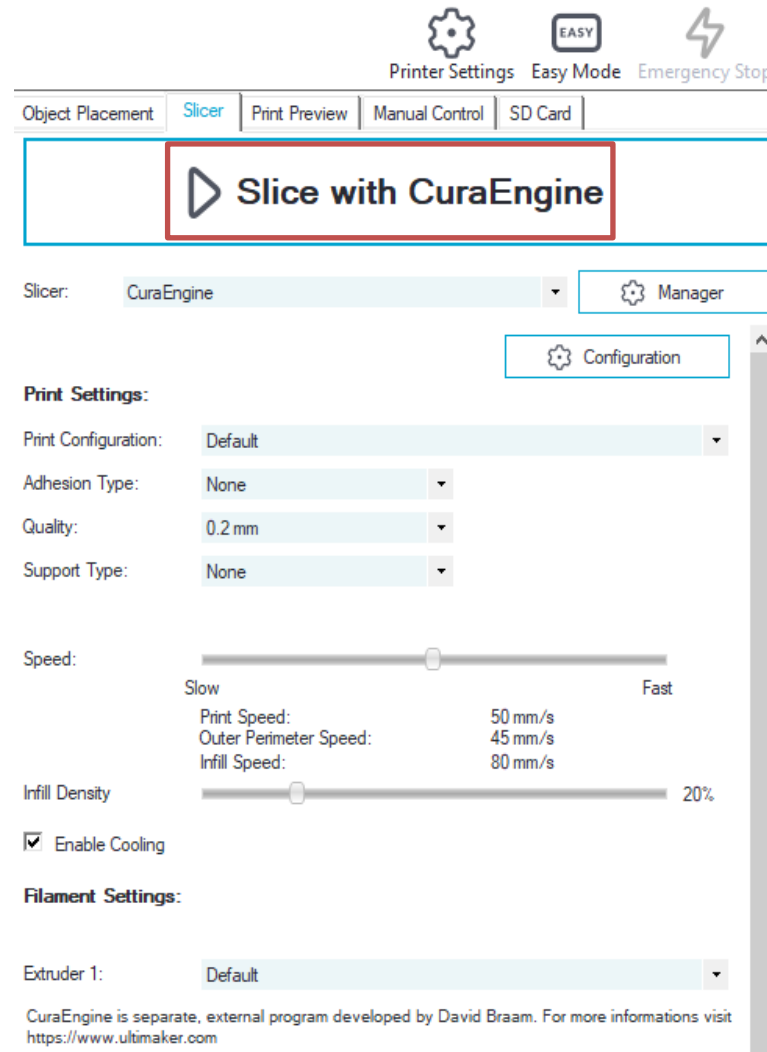 EASY
Printer Settings Easy Mode Emergency Stop
Object Placement Slicer Print Preview Manual Control SD Card
Slice with CuraEngine
Slicer: CuraEngine Manager
Configuration
Print Settings:
Print Configuration: Default
Adhesion Type: None
Quality: 0.2 mm
Support Type: None
Speed:
Slow Fast
Print Speed: 50 mm/s
Outer Perimeter Speed: 45 mm/s
Infill Speed: 80 mm/s
Infill Density 20%
Enable Cooling
Filament Settings:
Extruder 1: Default
CuraEngine is separate, external program developed by David Braam. For more informations visit
https://www.ultimaker.com